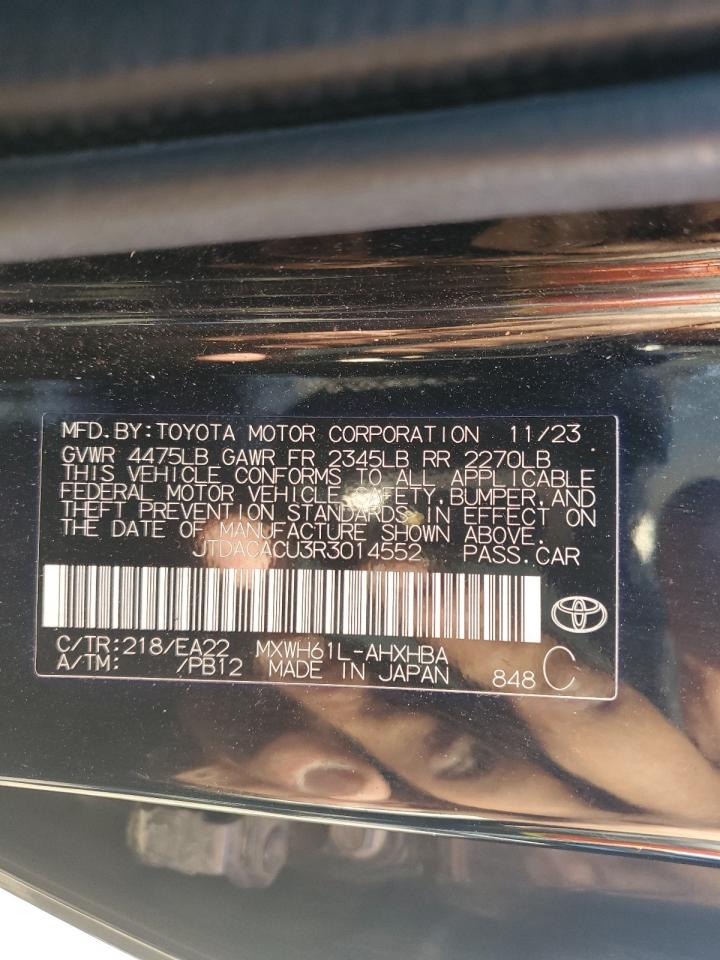 MFD.BY:TOYOTA MOTOR CORPORATION 11/23
GVWR 4475LB GAWR FR 2345LB RR 2270LB
THIS VEHICLE CONFORMS TO ALL APPLICABLE
FEDERAL MOTOR VEHICLE SAFETY,BUMPER,AND
THEFT PREVENTION STANDARDS IN EFFECT ON
THE DATE OF MANUFACTURE SHOWN ABOVE.
JTDACACU3R3014552 PASS.CAR
C/TR:218/EA22 MXWH61L-AHXHBA
A/TM: /PB12 MADE IN JAPAN 848 C